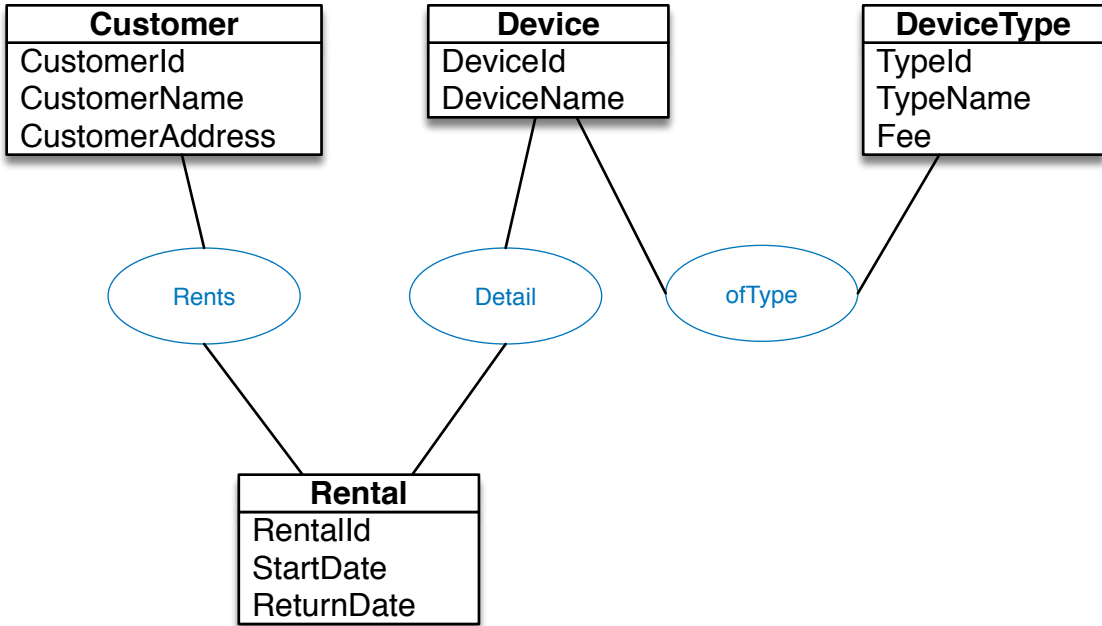 Customer
CustomerId
CustomerName
CustomerAddress
Device
DeviceId
DeviceName
DeviceType
TypeId
TypeName
Fee
Rents
Detail
ofType
Rental
RentalId
StartDate
ReturnDate